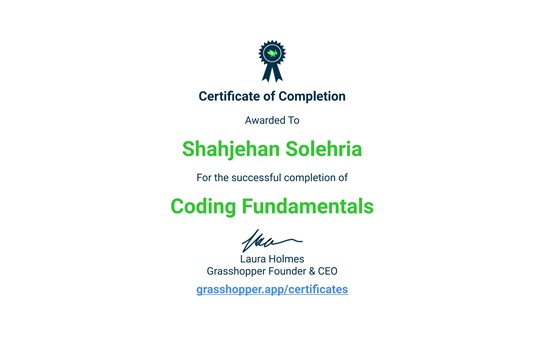 Certificate of Completion
Awarded To
Shahjehan Solehria
For the successful completion of
Coding Fundamentals
Laura Holmes
Grasshopper Founder & CEO
grasshopper.app/certificates